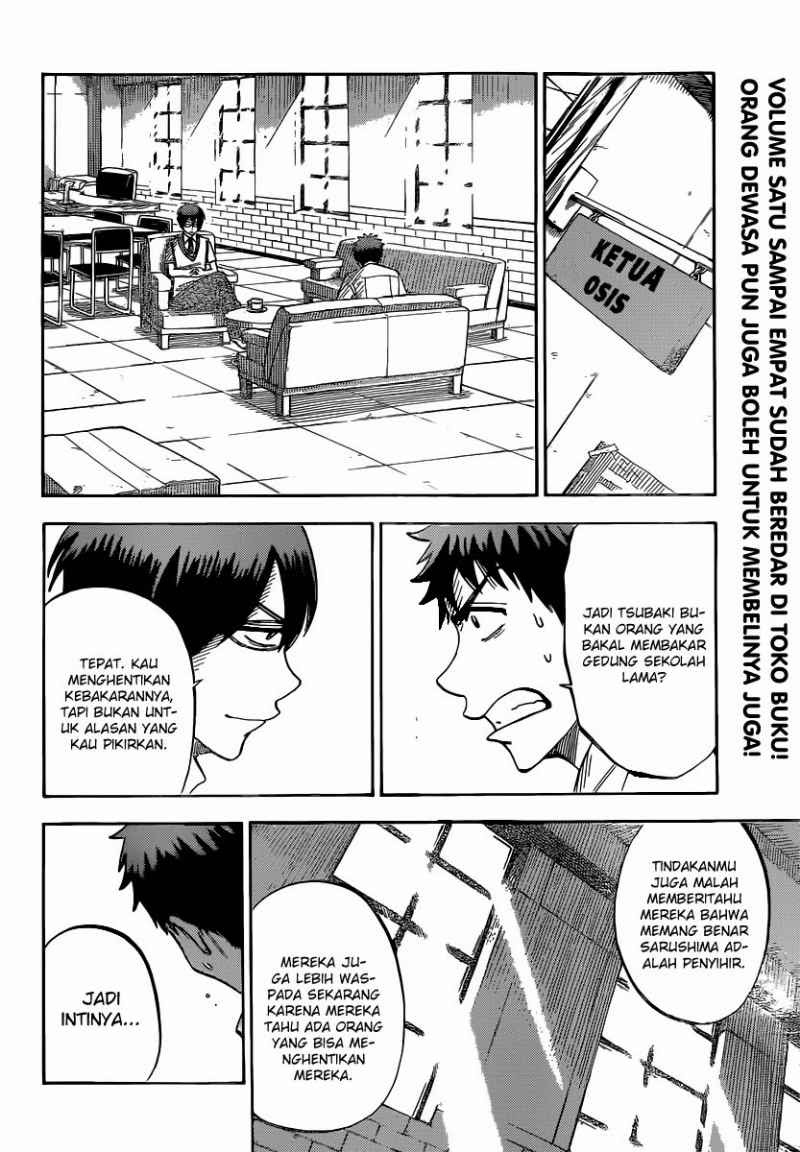 VOLUME SATU SAMPAI EMPAT SUDAH BEREDAR DI TOKO BUKU!
ORANG DEWASA PUN JUGA BOLEH UNTUK MEMBELINYA JUGA!
KETUA
OSIS
JADI TSUBAKI BU-
KAN ORANG YANG
BAKAL MEMBAKAR
GEDUNG SEKOLAH
LAMA?
TEPAT. KAU
MENGHENTIKAN
KEBAKARANNYA,
TAPI BUKAN UNT-
UK ALASAN YANG
KAU PIKIRKAN.
TINDAKANMU
JUGA MALAH
MEMBERITAHU
MEREKA BAHWA
MEMANG BENAR
SARUSHIMA AD-
ALAH PENYIHIR.
MEREKA JU-
GA LEBIH WAS-
PADA SEKARANG
KARENA MEREKA
TAHU ADA ORANG
YANG BISA ME-
NGHENTIKAN
MEREKA.
JADI
INTINYA...